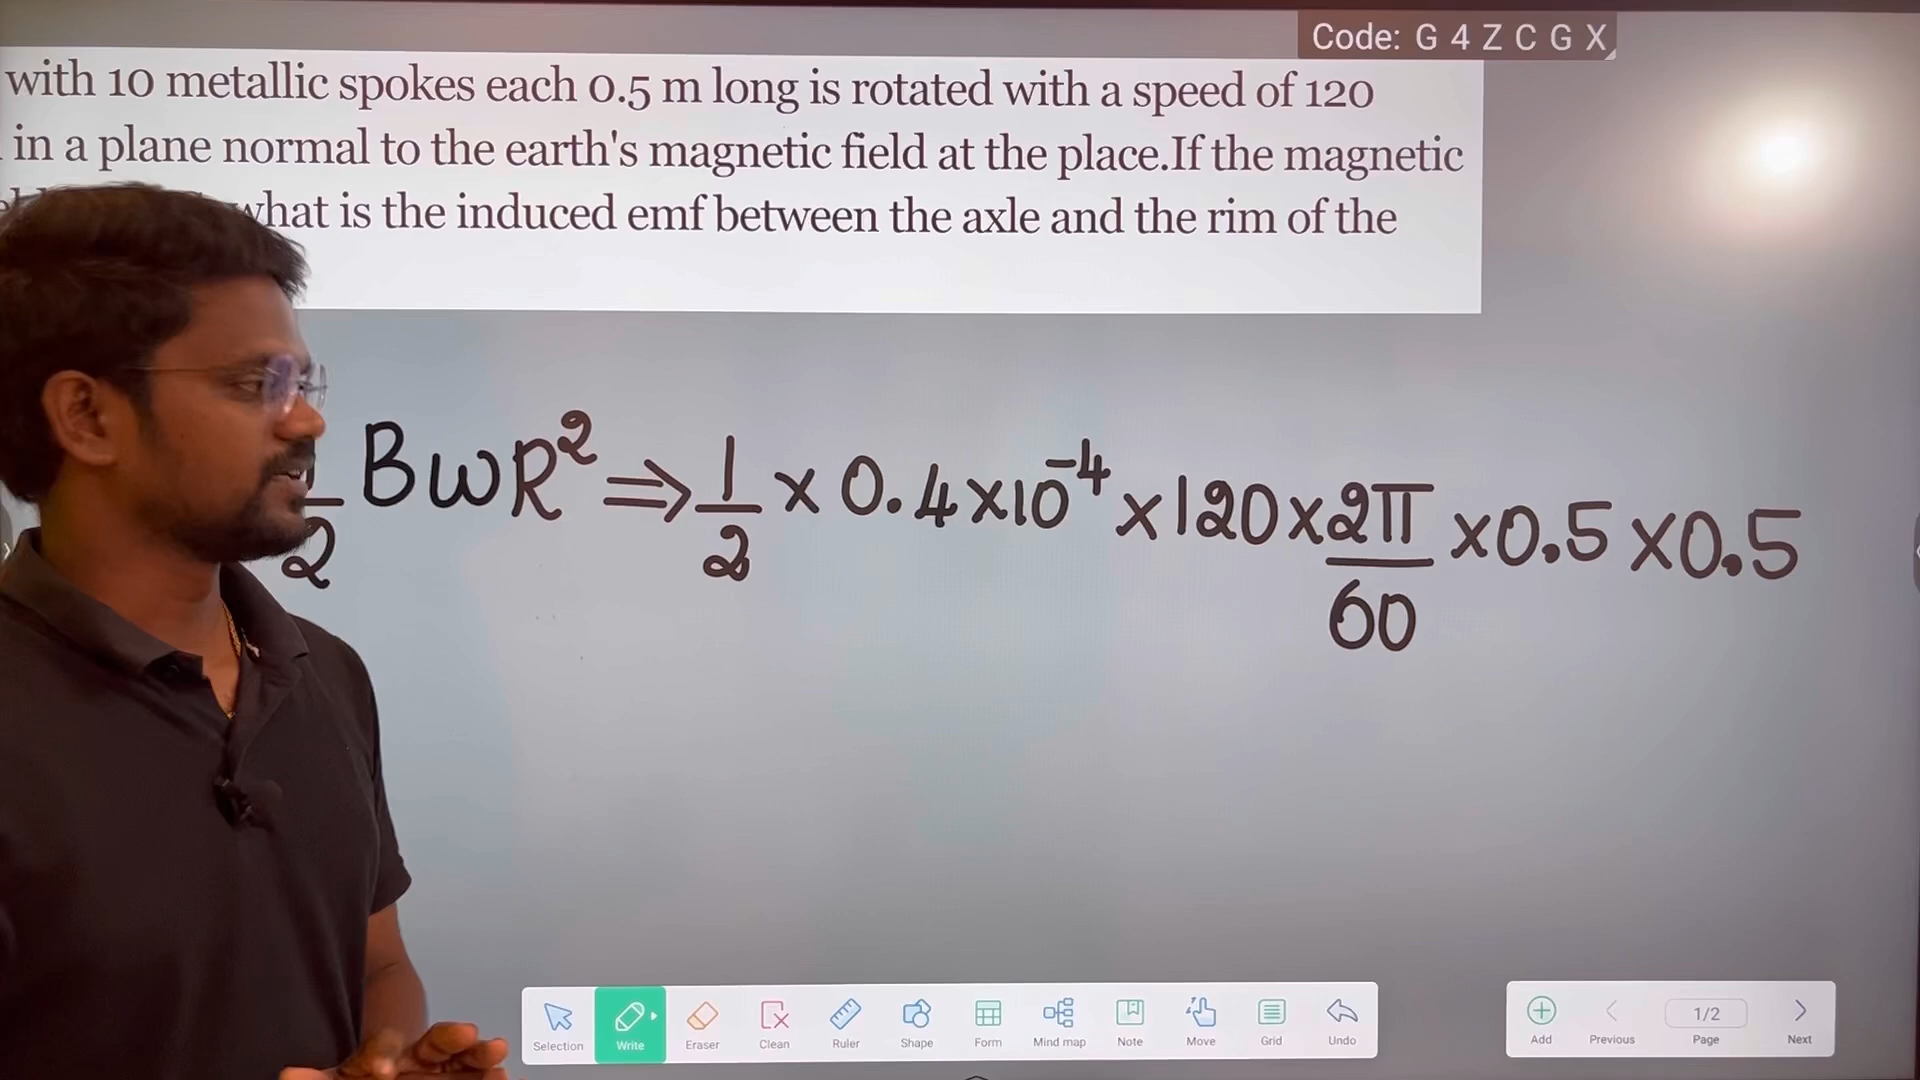 Code: G 4 Z C G X
with 10 metallic spokes each 0.5 m long is rotated with a speed of 120
in a plane normal to the earth's magnetic field at the place.If the magnetic
what is the induced emf between the axle and the rim of the
1/2 BωR² ⇒ 1/2 × 0.4×10⁻⁴ ×120×2π/60 ×0.5 ×0.5
Selection Write Eraser Clean Ruler Shape Form Mind map Note Move Grid Undo
Add Previous 1/2 Page Next